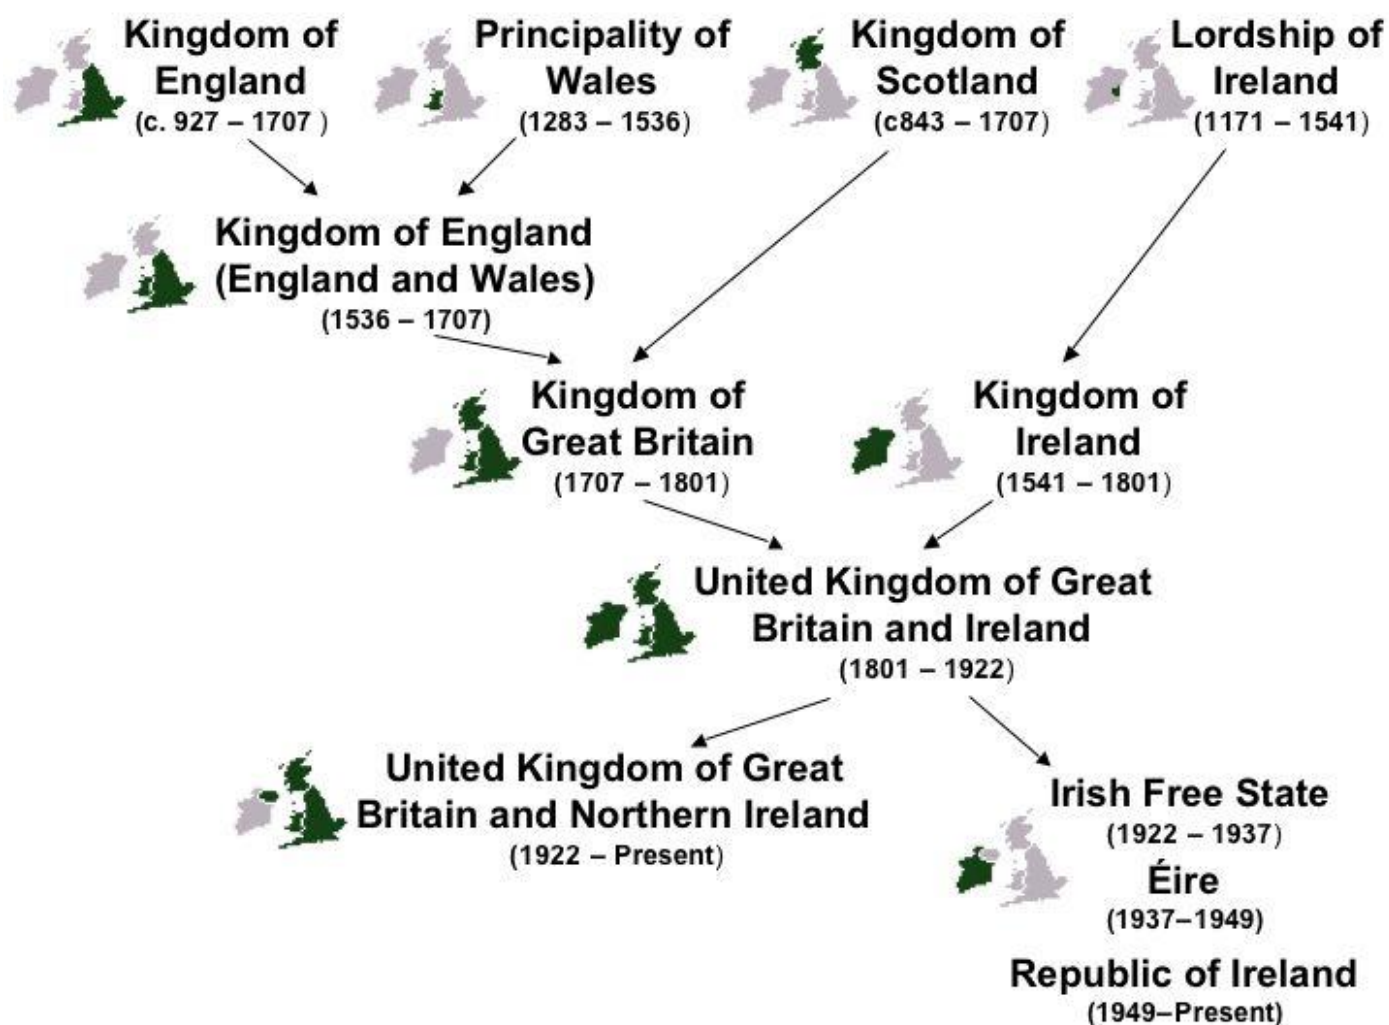 Kingdom of
England
(c. 927 – 1707 )
Principality of
Wales
(1283 – 1536)
Kingdom of
Scotland
(c843 – 1707)
Lordship of
Ireland
(1171 – 1541)
Kingdom of England
(England and Wales)
(1536 – 1707)
Kingdom of
Great Britain
(1707 – 1801)
Kingdom of
Ireland
(1541 – 1801)
United Kingdom of Great
Britain and Ireland
(1801 – 1922)
United Kingdom of Great
Britain and Northern Ireland
(1922 – Present)
Irish Free State
(1922 – 1937)
Éire
(1937–1949)
Republic of Ireland
(1949–Present)